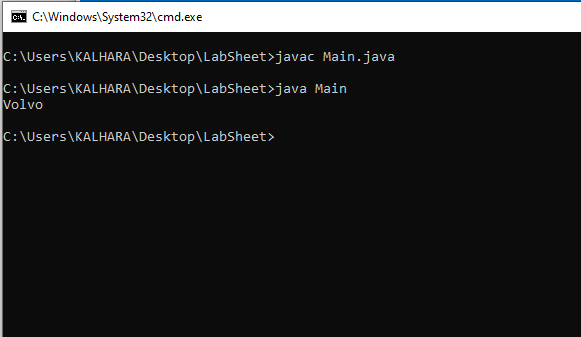 C:\Windows\System32\cmd.exe
C:\Users\KALHARA\Desktop\LabSheet>javac Main.java
C:\Users\KALHARA\Desktop\LabSheet>java Main
Volvo
C:\Users\KALHARA\Desktop\LabSheet>